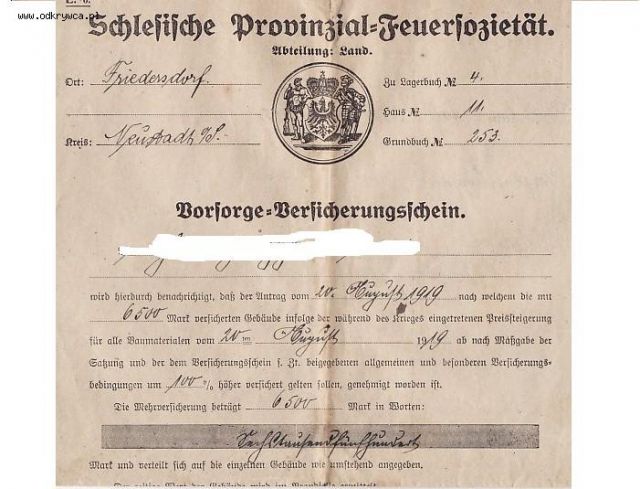 L. 6.
www.odkrywca.pl
Schlesische Provinzial=Feuersozietät.
Abteilung: Land.
Ort: Friedersdorf.
Zu Lagerbuch № 4.
Haus № 11.
Kreis: Neustadt O/S.
Grundbuch № 253.
Vorsorge=Versicherungsschein.
wird hierdurch benachrichtigt, daß der Antrag vom 20. August 1919 nach welchem die mit
6500 Mark versicherten Gebäude infolge der während des Krieges eingetretenen Preissteigerung
für alle Baumaterialen vom 20ten August 1919 ab nach Maßgabe der
Satzung und der dem Versicherungsschein s. Zt. beigegebenen allgemeinen und besonderen Versicherungs=
bedingungen um 100% höher versichert gelten sollen, genehmigt worden ist.
Die Mehrversicherung beträgt 6500 Mark in Worten:
Sechstausendfünfhundert
Mark und verteilt sich auf die einzelnen Gebäude wie umstehend angegeben.